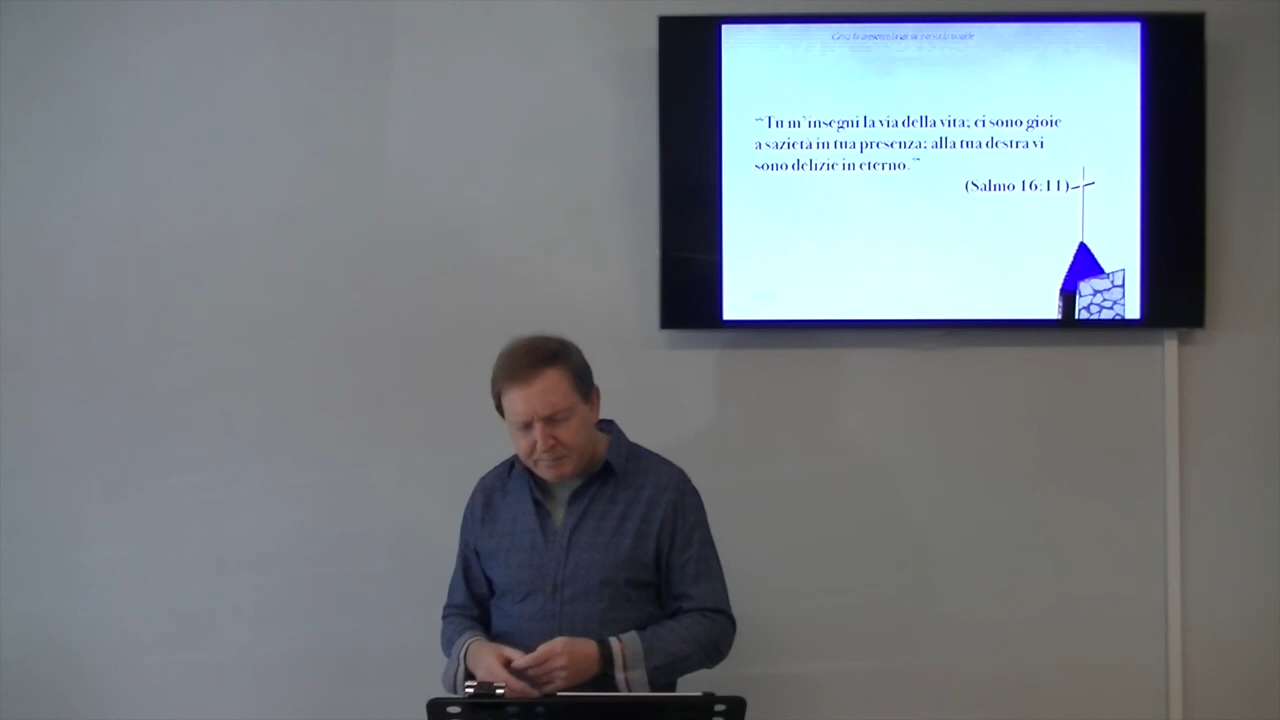 “Tu m’insegni la via della vita; ci sono gioie
a sazietà in tua presenza; alla tua destra vi
sono delizie in eterno.”
(Salmo 16:11)